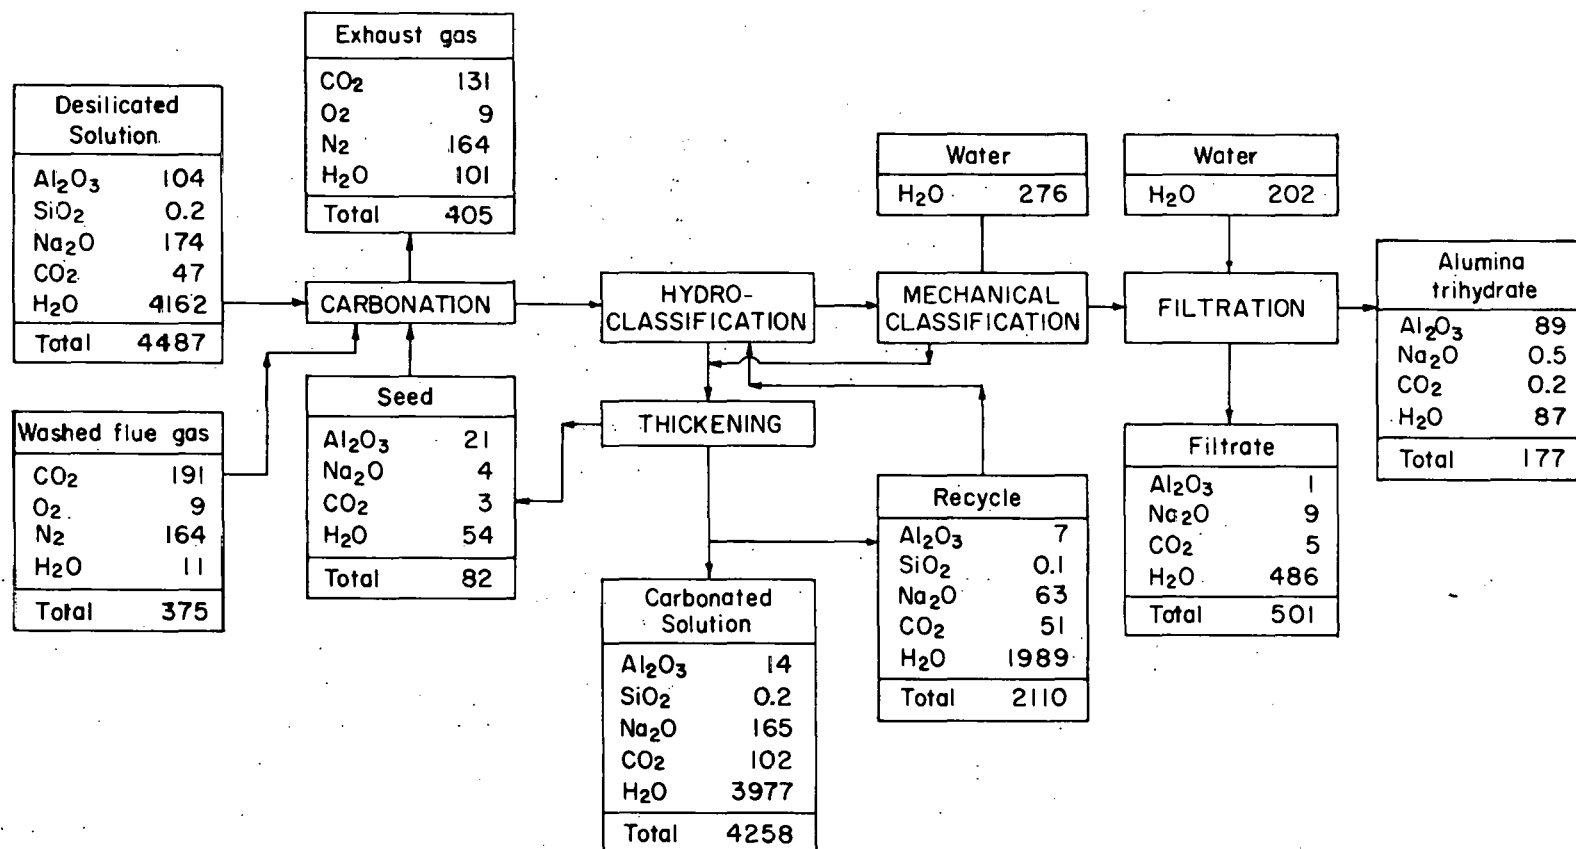 Exhaust gas
CO2 131
O2 9
N2 164
H2O 101
Total 405
Desilicated
Solution
Al2O3 104
SiO2 0.2
Na2O 174
CO2 47
H2O 4162
Total 4487
Water
H2O 276
Water
H2O 202
CARBONATION
HYDRO-
CLASSIFICATION
MECHANICAL
CLASSIFICATION
FILTRATION
Alumina
trihydrate
Al2O3 89
Na2O 0.5
CO2 0.2
H2O 87
Total 177
Washed flue gas
CO2 191
O2 9
N2 164
H2O 11
Total 375
Seed
Al2O3 21
Na2O 4
CO2 3
H2O 54
Total 82
THICKENING
Carbonated
Solution
Al2O3 14
SiO2 0.2
Na2O 165
CO2 102
H2O 3977
Total 4258
Recycle
Al2O3 7
SiO2 0.1
Na2O 63
CO2 51
H2O 1989
Total 2110
Filtrate
Al2O3 1
Na2O 9
CO2 5
H2O 486
Total 501